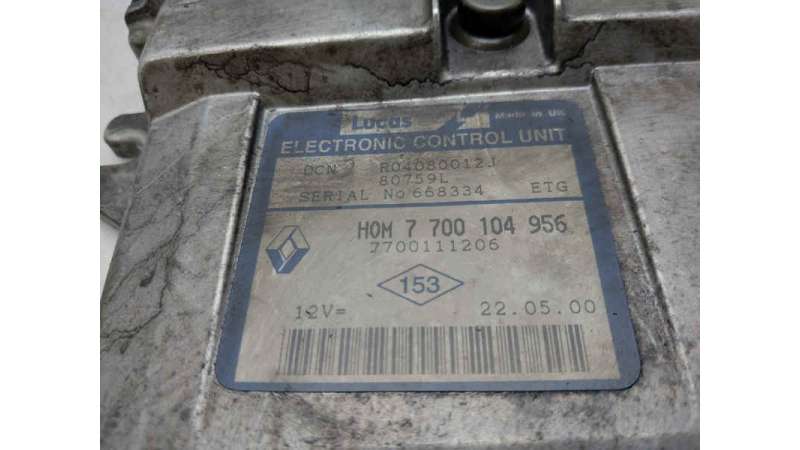 Lucas Made in UK
ELECTRONIC CONTROL UNIT
DCN R04080012J
80759L
SERIAL No 668334 ETG
HOM 7 700 104 956
7700111206
153
12V= 22.05.00